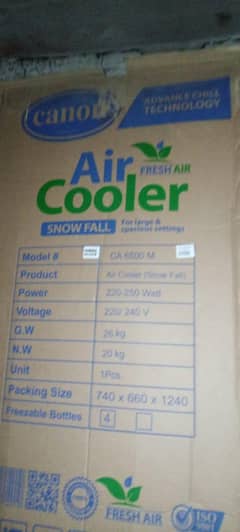 canon
ADVANCE CHILL
TECHNOLOGY
Air
FRESH AIR
Cooler
SNOW FALL
For large &
spacious settings
Model # CA 6500 M
Product Air Cooler (Snow Fall)
Power 220-250 Watt
Voltage 220/ 240 V
G.W 26 kg
N.W 20 kg
Unit 1Pcs.
Packing Size 740 x 660 x 1240
Freezable Bottles 4
FRESH AIR
ISO